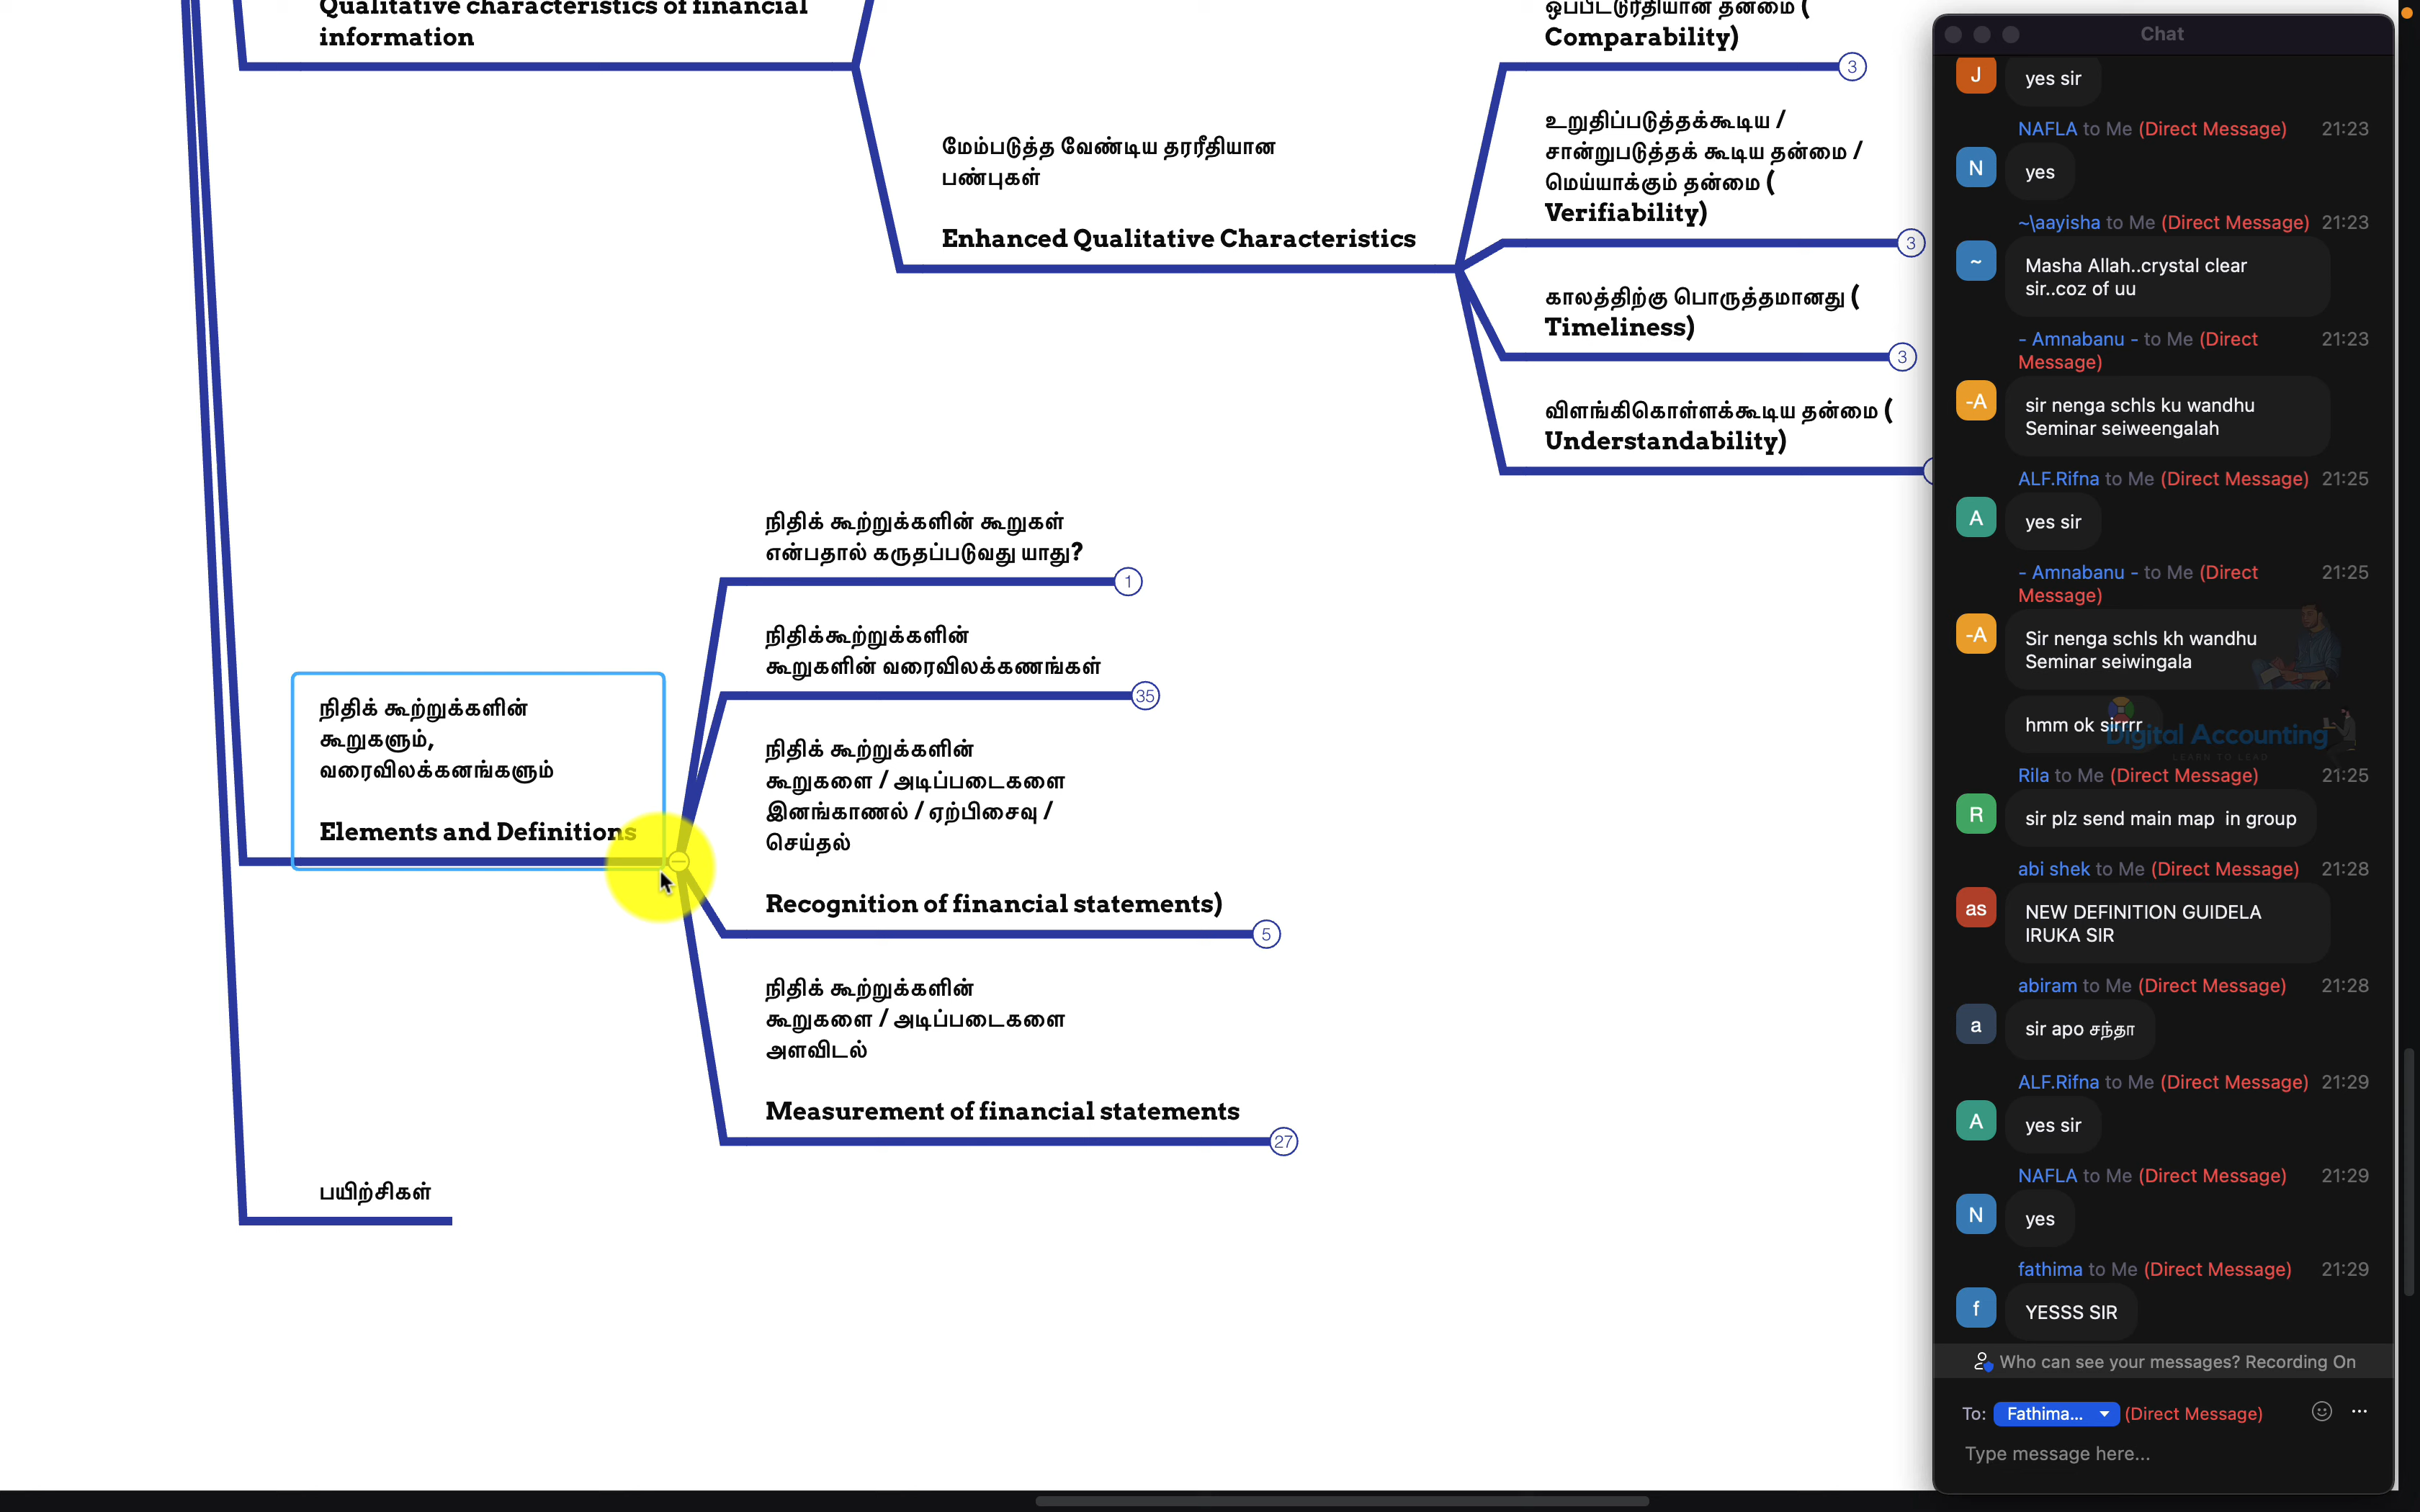 Qualitative characteristics of financial
information
ஒப்பீட்டுரீதியான தன்மை (
Comparability)
3
மேம்படுத்த வேண்டிய தரரீதியான
பண்புகள்
Enhanced Qualitative Characteristics
உறுதிப்படுத்தக்கூடிய /
சான்றுபடுத்தக் கூடிய தன்மை /
மெய்யாக்கும் தன்மை (
Verifiability)
3
காலத்திற்கு பொருத்தமானது (
Timeliness)
3
விளங்கிகொள்ளக்கூடிய தன்மை (
Understandability)
நிதிக் கூற்றுக்களின் கூறுகள்
என்பதால் கருதப்படுவது யாது?
1
நிதிக்கூற்றுக்களின்
கூறுகளின் வரைவிலக்கணங்கள்
35
நிதிக் கூற்றுக்களின்
கூறுகளும்,
வரைவிலக்கனங்களும்
Elements and Definitions
நிதிக் கூற்றுக்களின்
கூறுகளை / அடிப்படைகளை
இனங்காணல் / ஏற்பிசைவு /
செய்தல்
Recognition of financial statements)
5
நிதிக் கூற்றுக்களின்
கூறுகளை / அடிப்படைகளை
அளவிடல்
Measurement of financial statements
27
பயிற்சிகள்
Chat
J
yes sir
NAFLA to Me (Direct Message) 21:23
N
yes
~\aayisha to Me (Direct Message) 21:23
~
Masha Allah..crystal clear
sir..coz of uu
- Amnabanu - to Me (Direct 21:23
Message)
-A
sir nenga schls ku wandhu
Seminar seiweengalah
ALF.Rifna to Me (Direct Message) 21:25
A
yes sir
- Amnabanu - to Me (Direct 21:25
Message)
-A
Sir nenga schls kh wandhu
Seminar seiwingala
hmm ok sirrrr
Digital Accounting
LEARN TO LEAD
Rila to Me (Direct Message) 21:25
R
sir plz send main map in group
abi shek to Me (Direct Message) 21:28
as
NEW DEFINITION GUIDELA
IRUKA SIR
abiram to Me (Direct Message) 21:28
a
sir apo சந்தா
ALF.Rifna to Me (Direct Message) 21:29
A
yes sir
NAFLA to Me (Direct Message) 21:29
N
yes
fathima to Me (Direct Message) 21:29
f
YESSS SIR
Who can see your messages? Recording On
To: Fathima... (Direct Message)
Type message here...